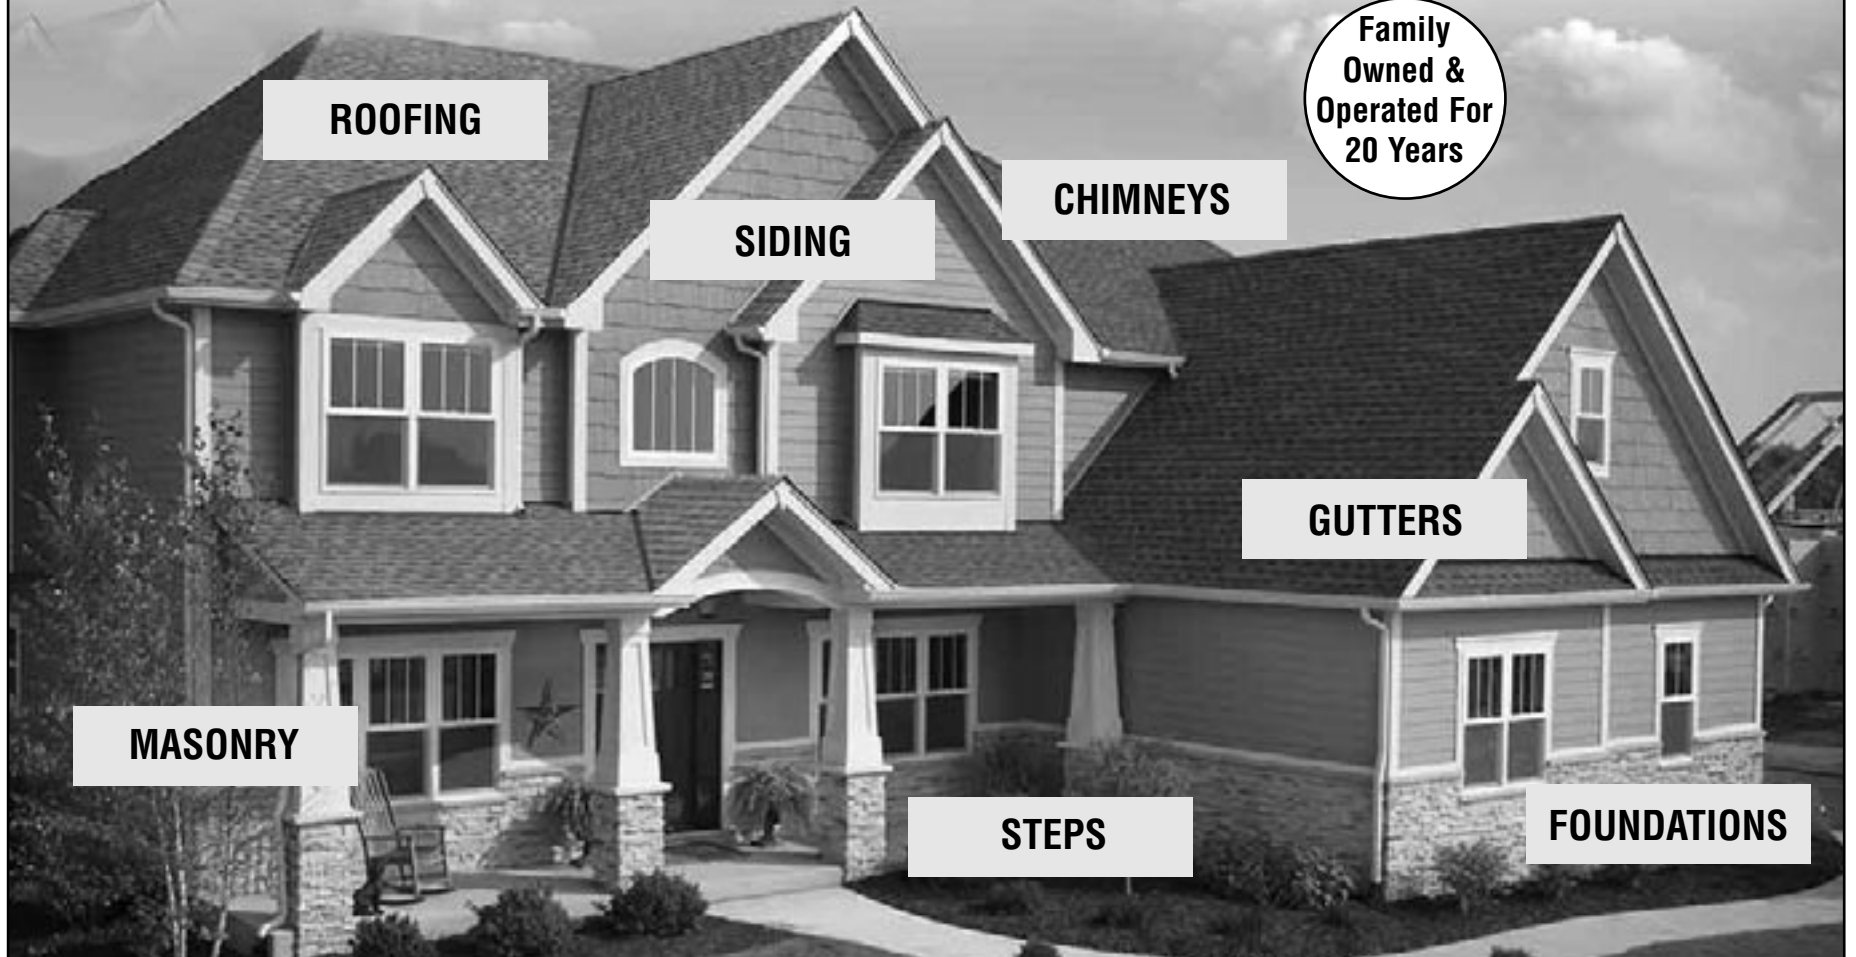 Family
Owned &
Operated For
20 Years
ROOFING
CHIMNEYS
SIDING
GUTTERS
MASONRY
STEPS
FOUNDATIONS